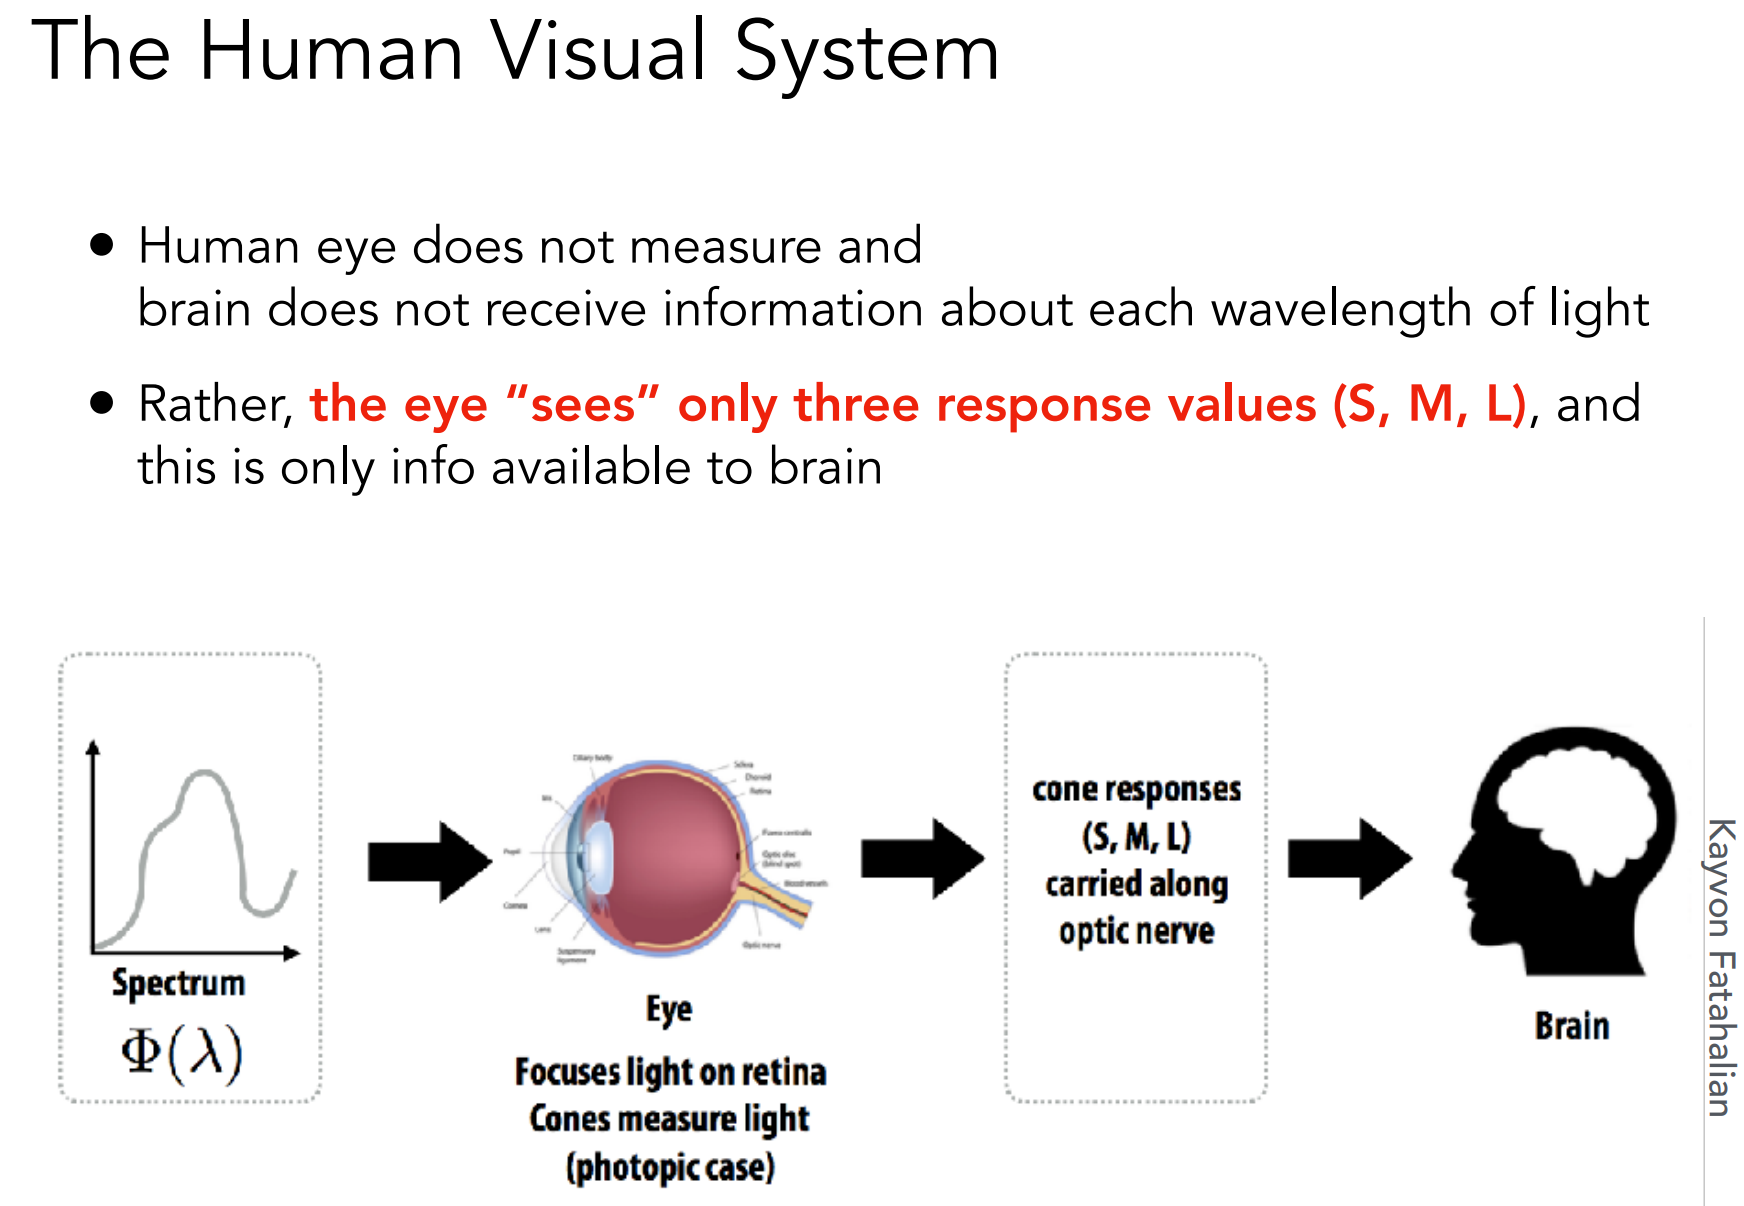 The Human Visual System
• Human eye does not measure and
brain does not receive information about each wavelength of light
• Rather, the eye “sees” only three response values (S, M, L), and
this is only info available to brain
Spectrum
Φ(λ)
Ciliary body
Sclera
Choroid
Retina
Iris
Fovea centralis
Pupil
Optic disc
(blind spot)
Blood vessels
Cornea
Lens
Suspensory
ligament
Optic nerve
Eye
Focuses light on retina
Cones measure light
(photopic case)
cone responses
(S, M, L)
carried along
optic nerve
Brain
Kayvon Fatahalian